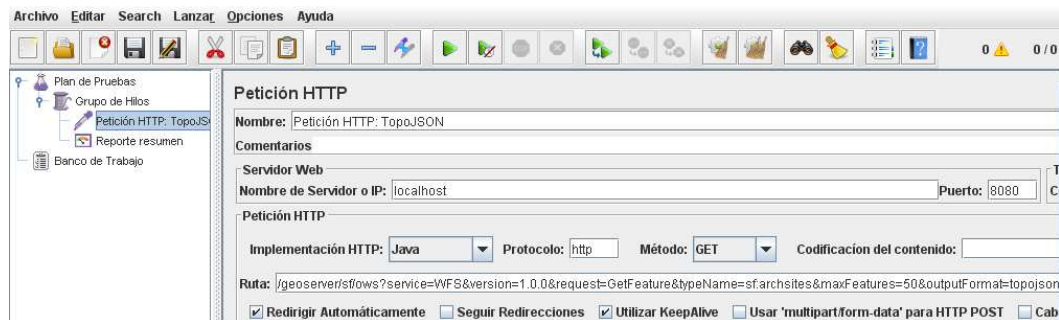 Archivo Editar Search Lanzar Opciones Ayuda
0 0 / 0
Plan de Pruebas
Grupo de Hilos
Petición HTTP: TopoJS
Reporte resumen
Banco de Trabajo
Petición HTTP
Nombre: Petición HTTP: TopoJSON
Comentarios
Servidor Web
Nombre de Servidor o IP: localhost Puerto: 8080
Petición HTTP
Implementación HTTP: Java Protocolo: http Método: GET Codificacíon del contenido:
Ruta: /geoserver/sf/ows?service=WFS&version=1.0.0&request=GetFeature&typeName=sf:archsites&maxFeatures=50&outputFormat=topojson
Redirigir Automáticamente Seguir Redirecciones Utilizar KeepAlive Usar 'multipart/form-data' para HTTP POST Cab